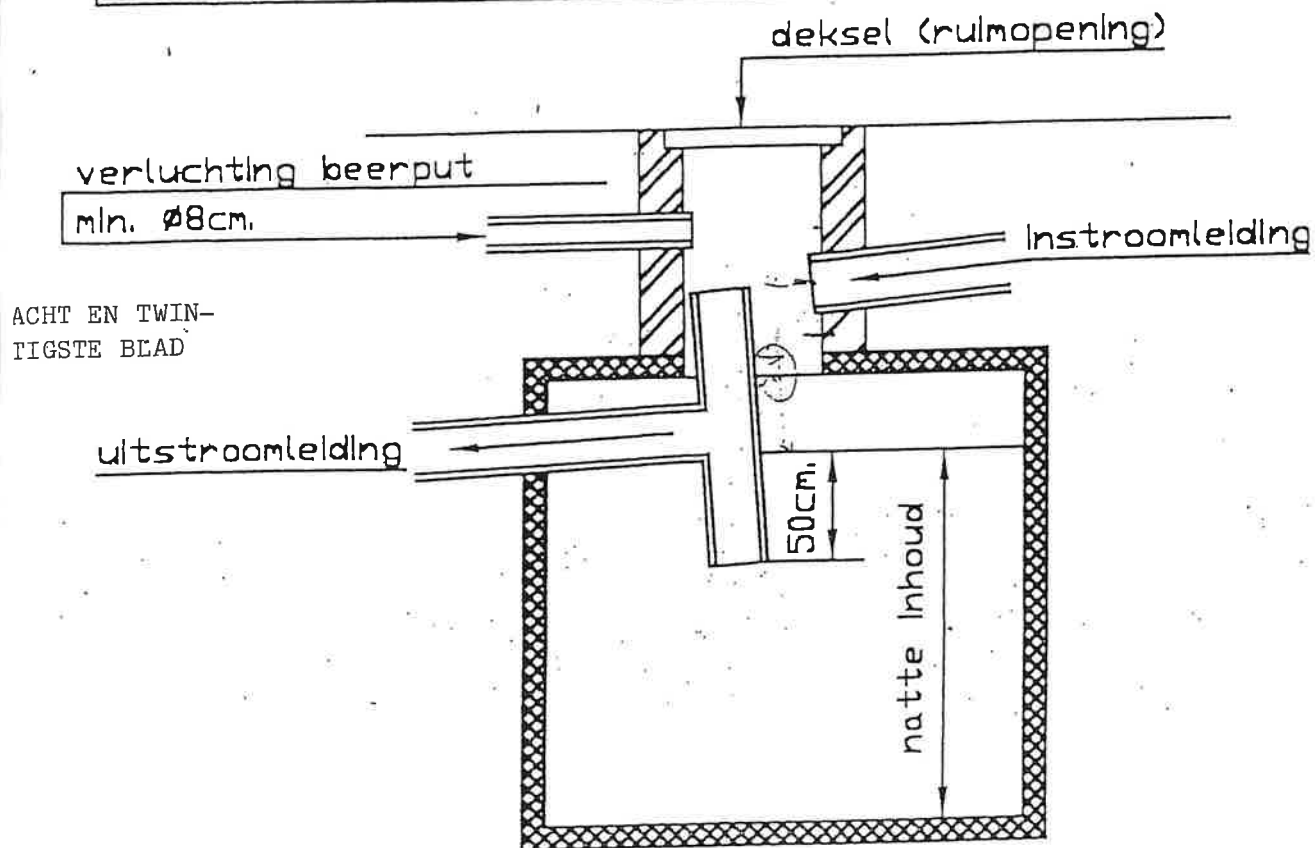 deksel (ruimopening)
verluchting beerput
min. ø8cm.
instroomleiding
ACHT EN TWIN-
TIGSTE BLAD
uitstroomleiding
50cm.
natte inhoud